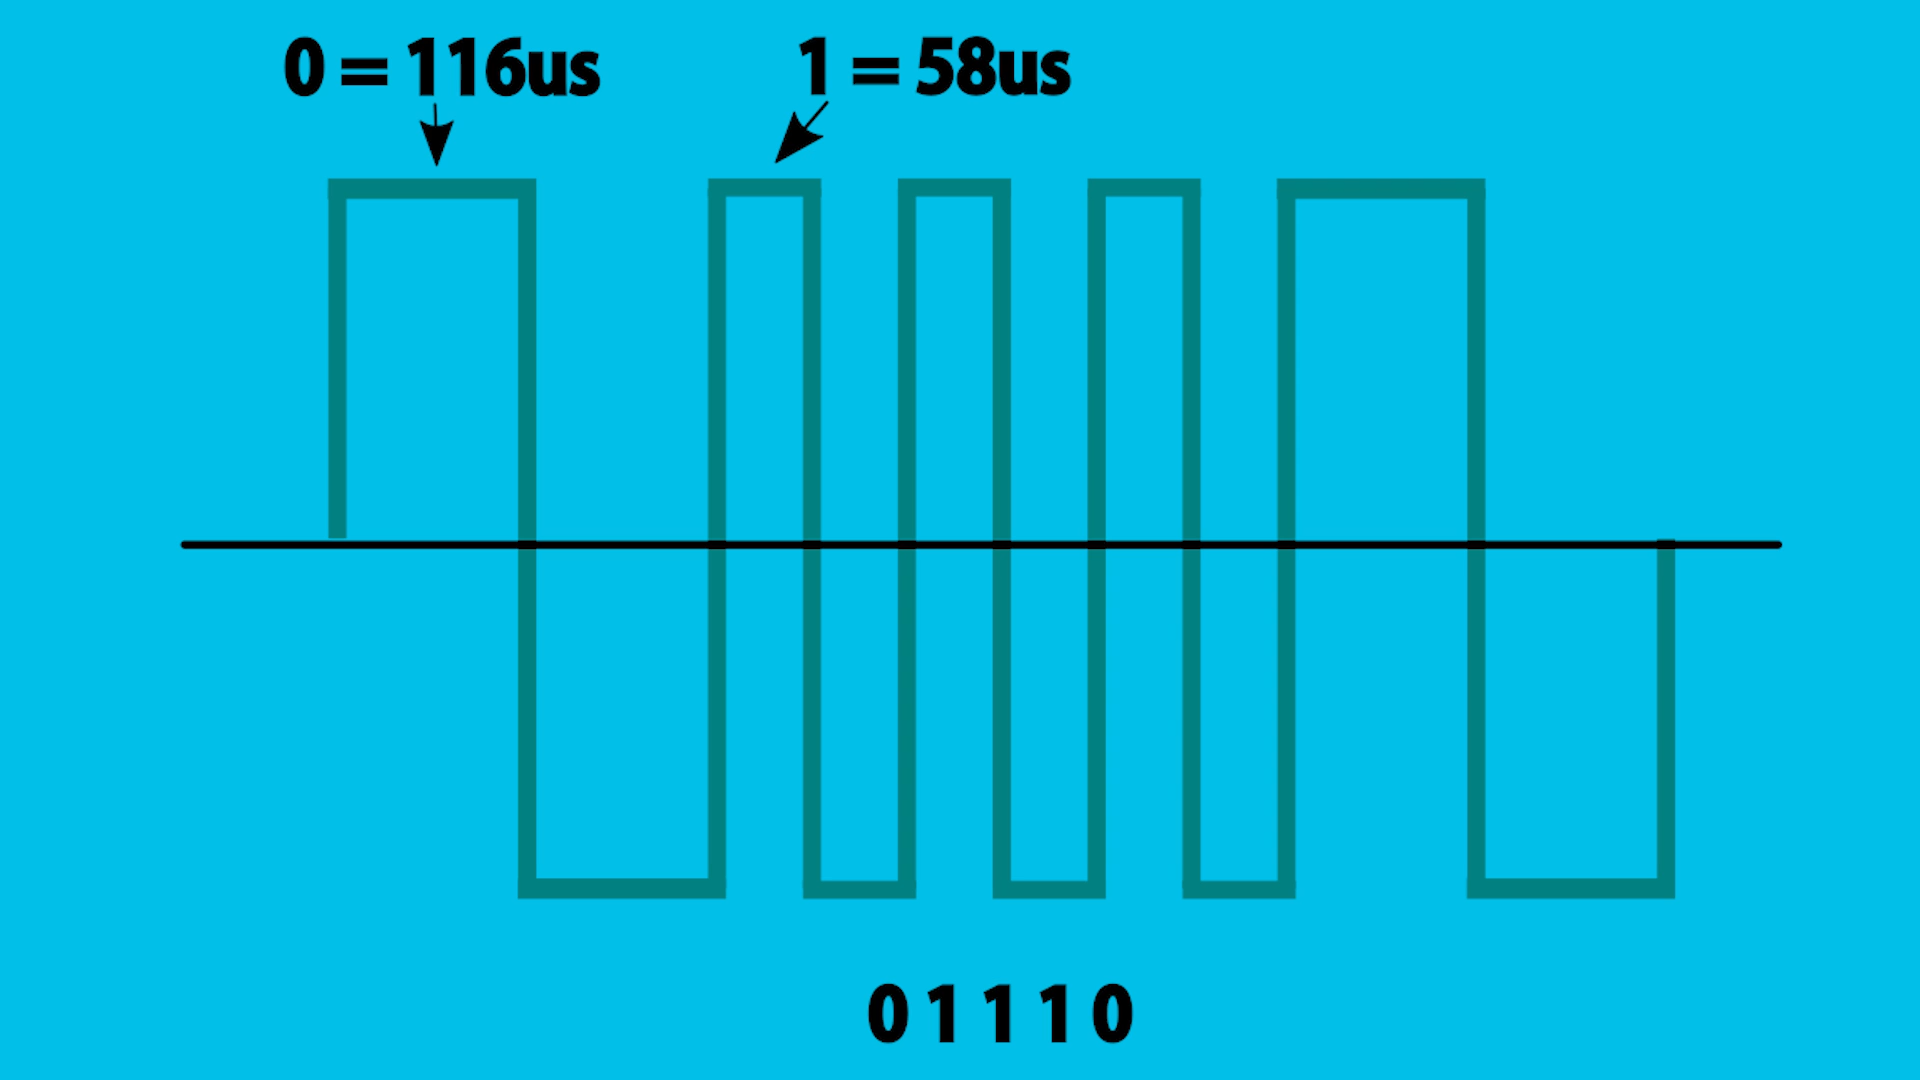 0 = 116us 1 = 58us
0 1 1 1 0